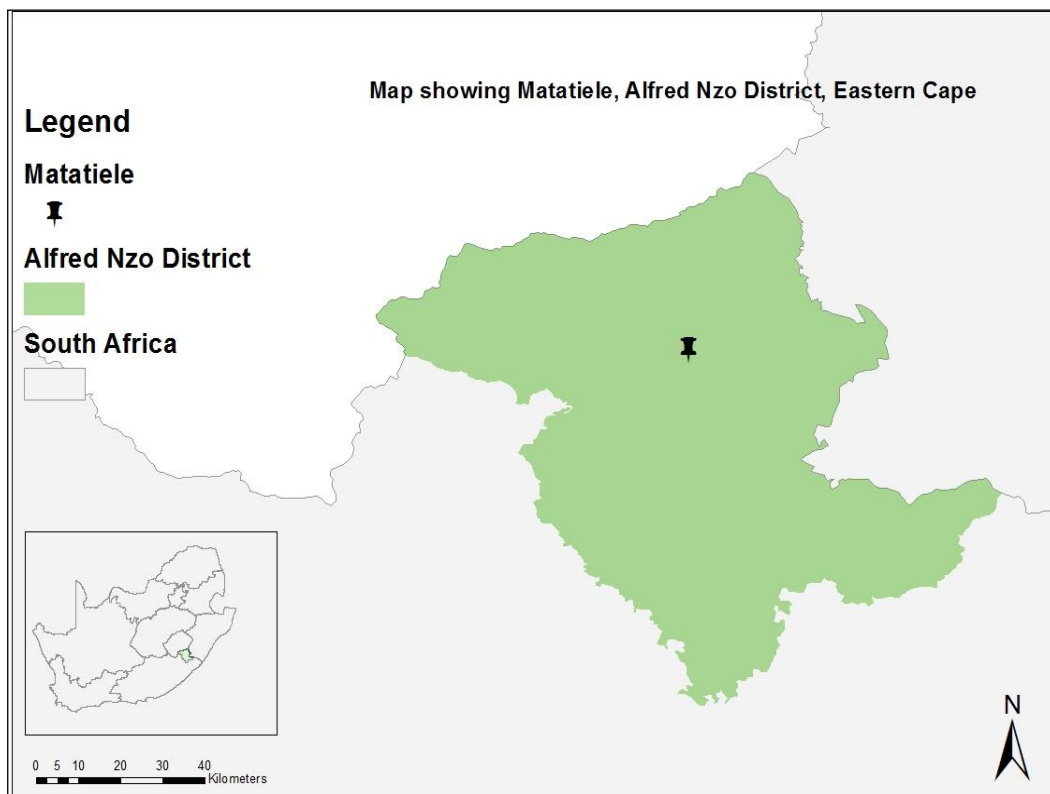 Map showing Matatiele, Alfred Nzo District, Eastern Cape
Legend
Matatiele
Alfred Nzo District
South Africa
N
0 5 10 20 30 40
Kilometers